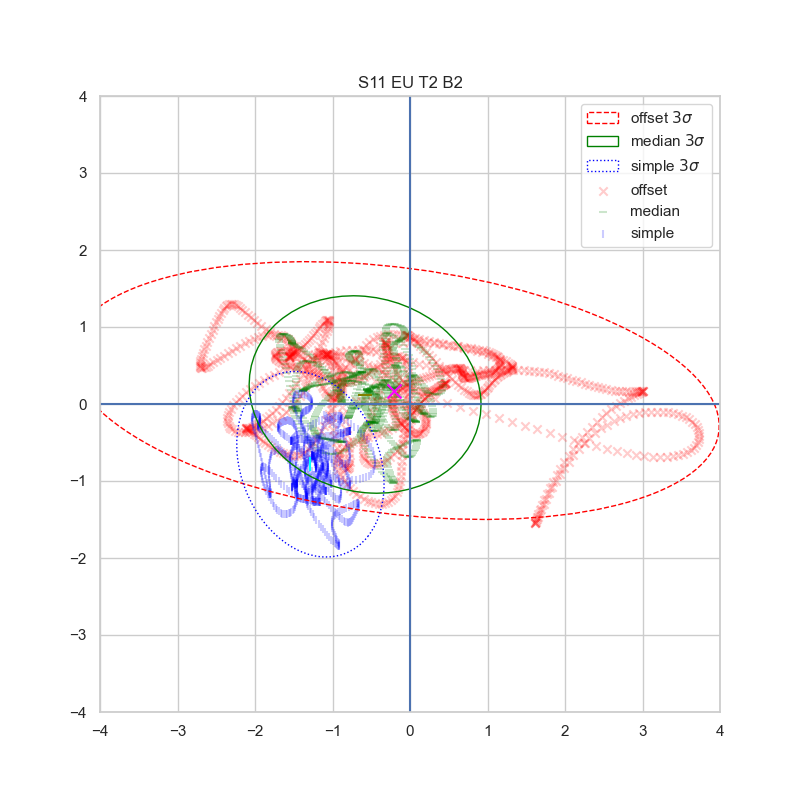 S11 EU T2 B2
offset 3σ
median 3σ
simple 3σ
offset
median
simple
4
3
2
1
0
−1
−2
−3
−4
−4 −3 −2 −1 0 1 2 3 4